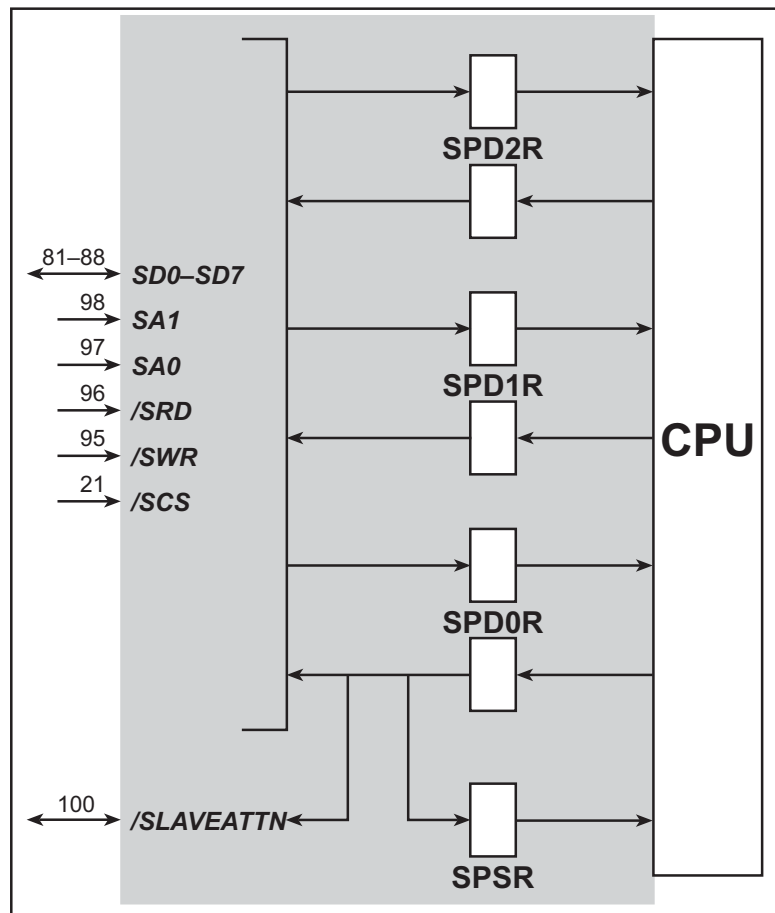 SPD2R
81–88
SD0–SD7
98
SA1
97
SA0
SPD1R
96
/SRD
95
/SWR
CPU
21
/SCS
SPD0R
100
/SLAVEATTN
SPSR